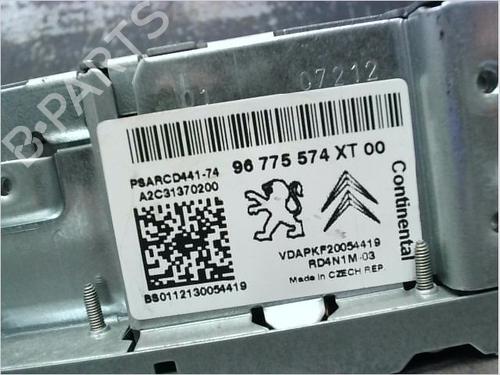 01 07212
PSARCD441-74
A2C31370200
96 775 574 XT 00
Continental
VDAPKF20054419
RD4N1M-03
Made in CZECH REP.
BS0112130054419
B-PARTS